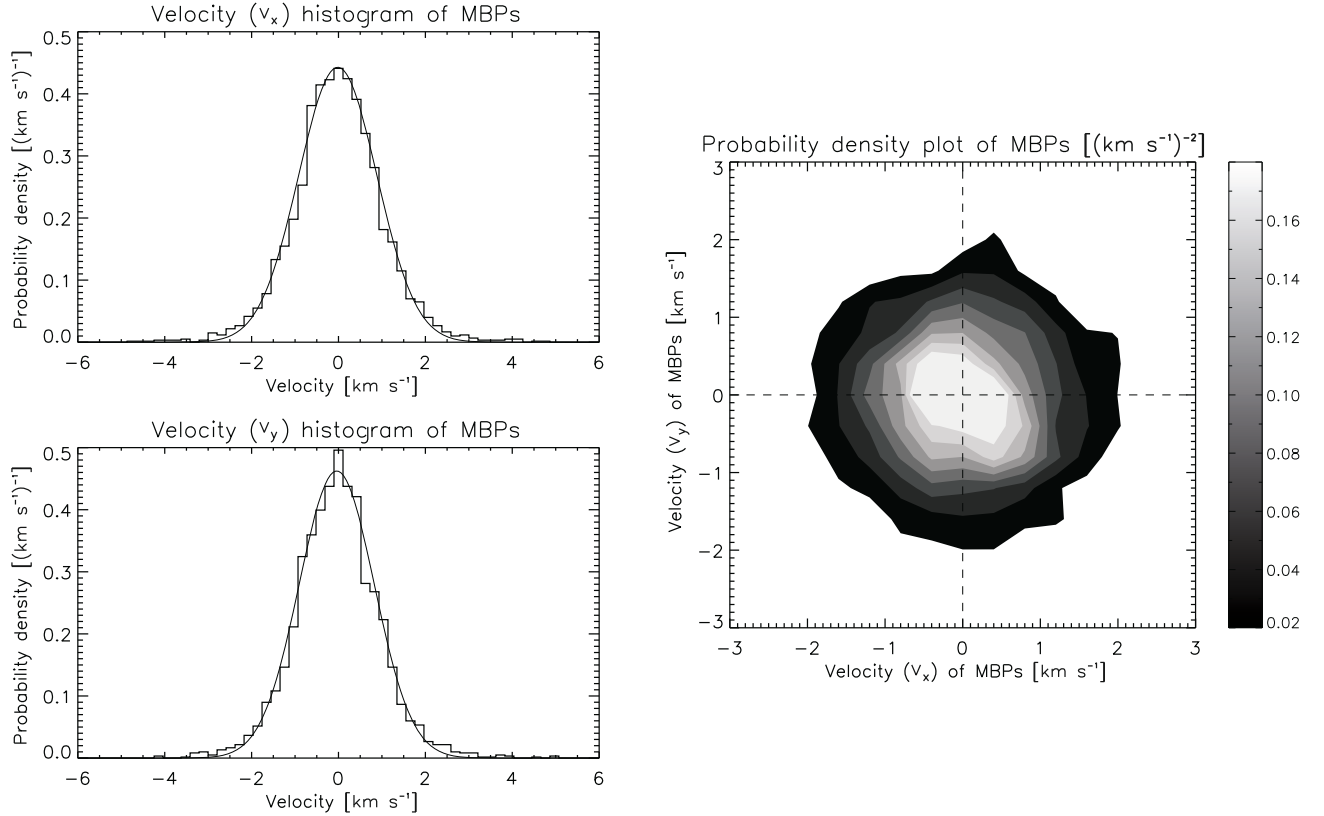 Velocity (vₓ) histogram of MBPs
Probability density [(km s⁻¹)⁻¹]
0.5
0.4
0.3
0.2
0.1
0.0
−6 −4 −2 0 2 4 6
Velocity [km s⁻¹]
Velocity (v_y) histogram of MBPs
Probability density [(km s⁻¹)⁻¹]
0.5
0.4
0.3
0.2
0.1
0.0
−6 −4 −2 0 2 4 6
Velocity [km s⁻¹]
Probability density plot of MBPs [(km s⁻¹)⁻²]
Velocity (v_y) of MBPs [km s⁻¹]
3
2
1
0
−1
−2
−3
−3 −2 −1 0 1 2 3
Velocity (vₓ) of MBPs [km s⁻¹]
0.16
0.14
0.12
0.10
0.08
0.06
0.04
0.02